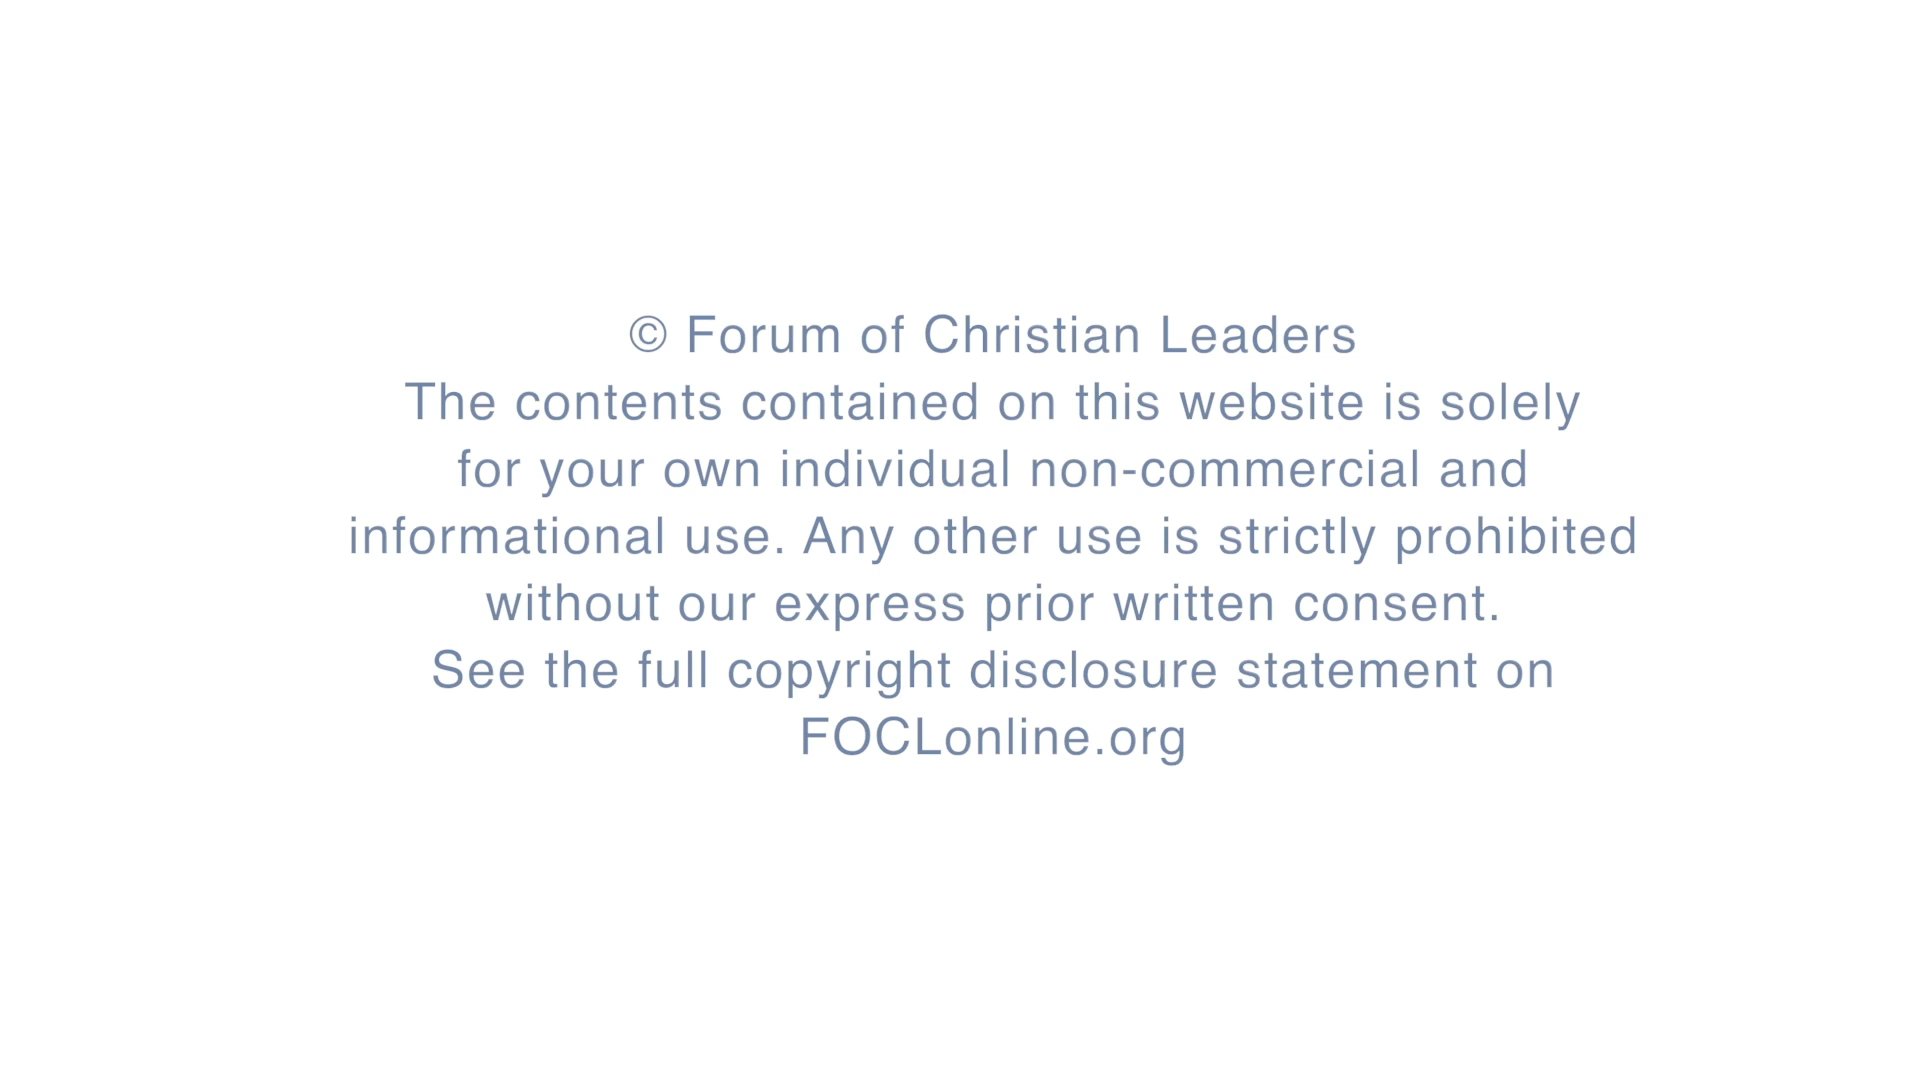 © Forum of Christian Leaders
The contents contained on this website is solely
for your own individual non-commercial and
informational use. Any other use is strictly prohibited
without our express prior written consent.
See the full copyright disclosure statement on
FOCLonline.org